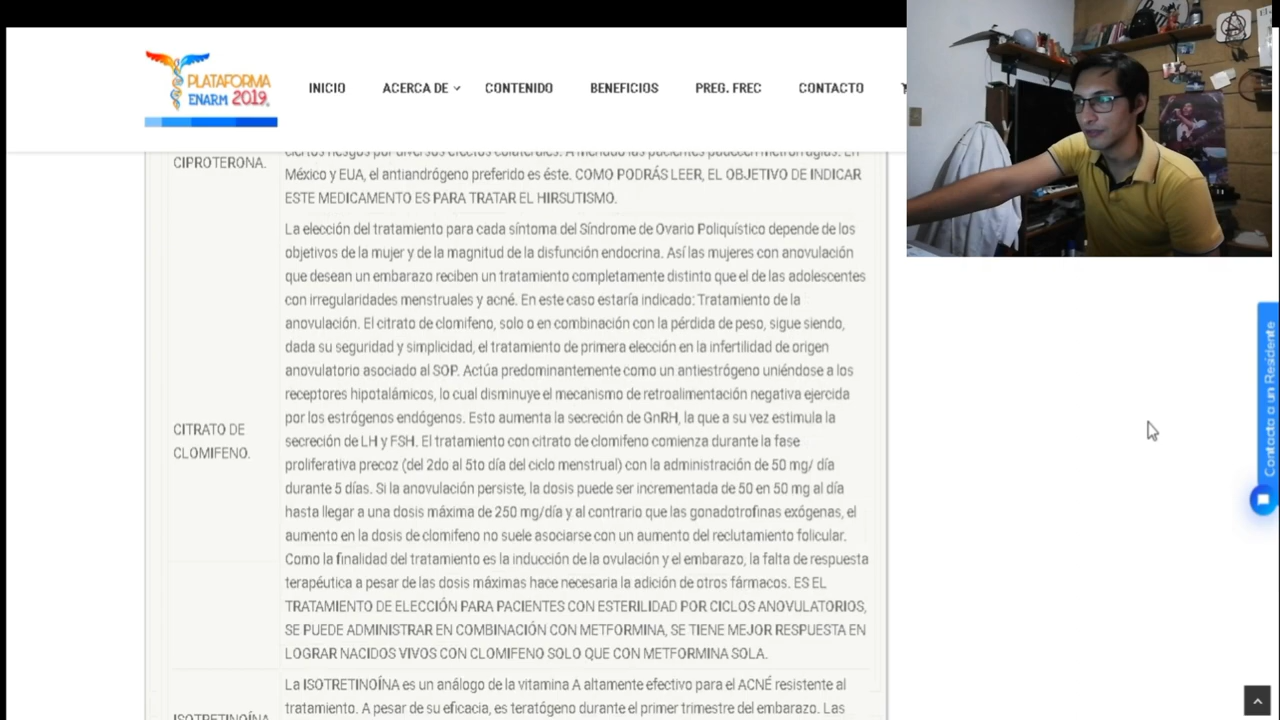 PLATAFORMA
ENARM 2019
INICIO
ACERCA DE
CONTENIDO
BENEFICIOS
PREG. FREC
CONTACTO
CIPROTERONA.
ciertos riesgos por diversos efectos colaterales. A menudo las pacientes padecen metrorragias. En
México y EUA, el antiandrógeno preferido es éste. COMO PODRÁS LEER, EL OBJETIVO DE INDICAR
ESTE MEDICAMENTO ES PARA TRATAR EL HIRSUTISMO.
CITRATO DE
CLOMIFENO.
La elección del tratamiento para cada síntoma del Síndrome de Ovario Poliquístico depende de los
objetivos de la mujer y de la magnitud de la disfunción endocrina. Así las mujeres con anovulación
que desean un embarazo reciben un tratamiento completamente distinto que el de las adolescentes
con irregularidades menstruales y acné. En este caso estaría indicado: Tratamiento de la
anovulación. El citrato de clomifeno, solo o en combinación con la pérdida de peso, sigue siendo,
dada su seguridad y simplicidad, el tratamiento de primera elección en la infertilidad de origen
anovulatorio asociado al SOP. Actúa predominantemente como un antiestrógeno uniéndose a los
receptores hipotalámicos, lo cual disminuye el mecanismo de retroalimentación negativa ejercida
por los estrógenos endógenos. Esto aumenta la secreción de GnRH, la que a su vez estimula la
secreción de LH y FSH. El tratamiento con citrato de clomifeno comienza durante la fase
proliferativa precoz (del 2do al 5to día del ciclo menstrual) con la administración de 50 mg/ día
durante 5 días. Si la anovulación persiste, la dosis puede ser incrementada de 50 en 50 mg al día
hasta llegar a una dosis máxima de 250 mg/día y al contrario que las gonadotrofinas exógenas, el
aumento en la dosis de clomifeno no suele asociarse con un aumento del reclutamiento folicular.
Como la finalidad del tratamiento es la inducción de la ovulación y el embarazo, la falta de respuesta
terapéutica a pesar de las dosis máximas hace necesaria la adición de otros fármacos. ES EL
TRATAMIENTO DE ELECCIÓN PARA PACIENTES CON ESTERILIDAD POR CICLOS ANOVULATORIOS,
SE PUEDE ADMINISTRAR EN COMBINACIÓN CON METFORMINA, SE TIENE MEJOR RESPUESTA EN
LOGRAR NACIDOS VIVOS CON CLOMIFENO SOLO QUE CON METFORMINA SOLA.
ISOTRETINOÍNA
La ISOTRETINOÍNA es un análogo de la vitamina A altamente efectivo para el ACNÉ resistente al
tratamiento. A pesar de su eficacia, es teratógeno durante el primer trimestre del embarazo. Las
Contacta a un Residente